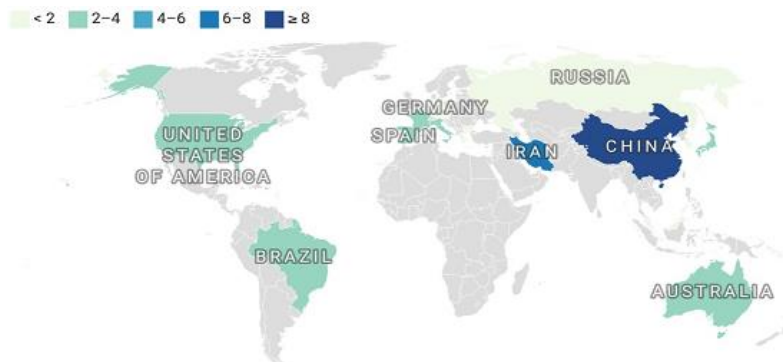 < 2 2–4 4–6 6–8 ≥ 8
RUSSIA
GERMANY
SPAIN
UNITED
STATES
OF AMERICA
IRAN
CHINA
BRAZIL
AUSTRALIA